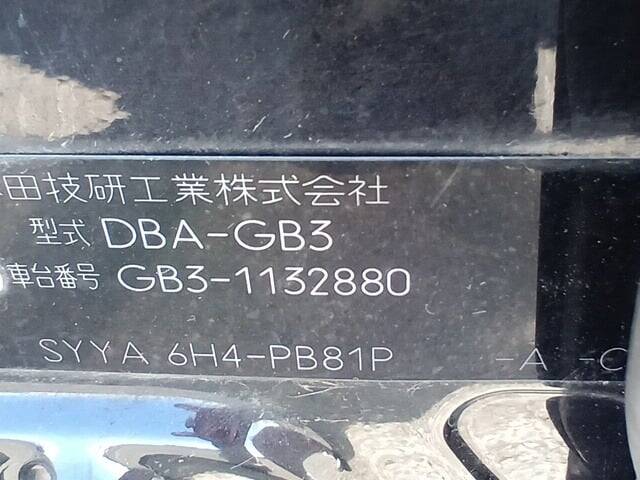 田技研工業株式会社
型式 DBA-GB3
車台番号 GB3-1132880
SYYA 6H4-PB81P -A -C